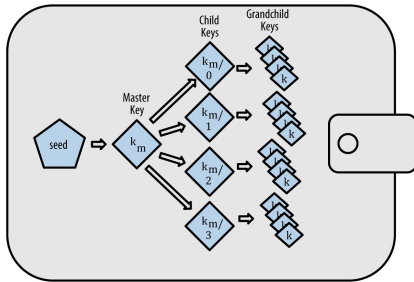 Child
Keys
Grandchild
Keys
Master
Key
seed
k m
k m/
0
k m/
1
k m/
2
k m/
3
k
k
k
k